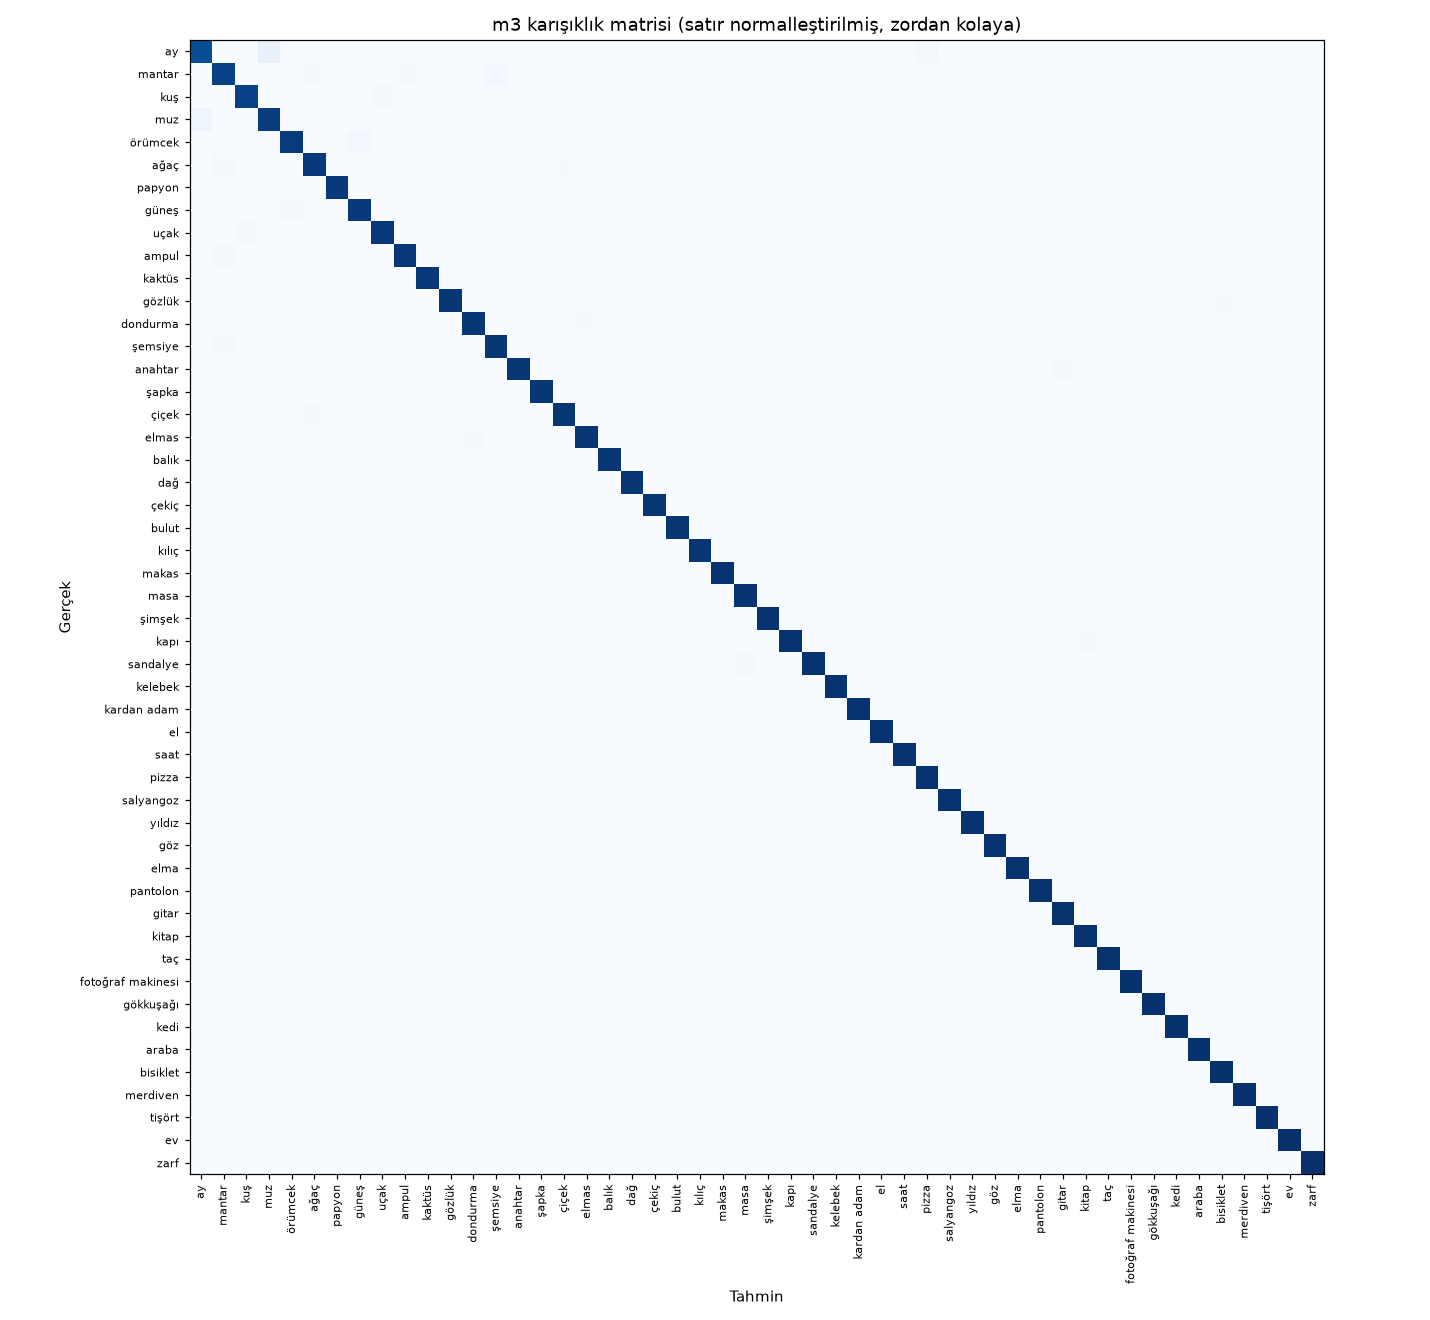 m3 karışıklık matrisi (satır normalleştirilmiş, zordan kolaya)
Gerçek
ay
mantar
kuş
muz
örümcek
ağaç
papyon
güneş
uçak
ampul
kaktüs
gözlük
dondurma
şemsiye
anahtar
şapka
çiçek
elmas
balık
dağ
çekiç
bulut
kılıç
makas
masa
şimşek
kapı
sandalye
kelebek
kardan adam
el
saat
pizza
salyangoz
yıldız
göz
elma
pantolon
gitar
kitap
taç
fotoğraf makinesi
gökkuşağı
kedi
araba
bisiklet
merdiven
tişört
ev
zarf
ay
mantar
kuş
muz
örümcek
ağaç
papyon
güneş
uçak
ampul
kaktüs
gözlük
dondurma
şemsiye
anahtar
şapka
çiçek
elmas
balık
dağ
çekiç
bulut
kılıç
makas
masa
şimşek
kapı
sandalye
kelebek
kardan adam
el
saat
pizza
salyangoz
yıldız
göz
elma
pantolon
gitar
kitap
taç
fotoğraf makinesi
gökkuşağı
kedi
araba
bisiklet
merdiven
tişört
ev
zarf
Tahmin